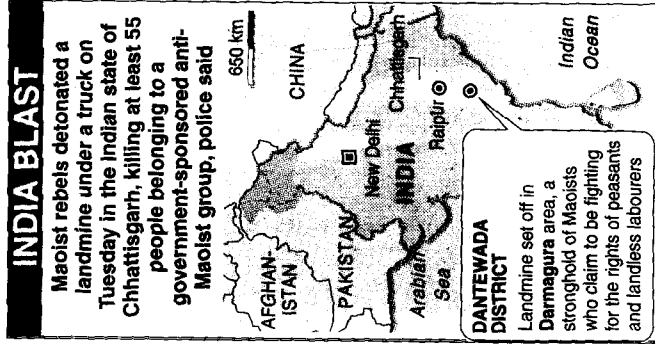 INDIA BLAST
Maoist rebels detonated a
landmine under a truck on
Tuesday in the Indian state of
Chhattisgarh, killing at least 55
people belonging to a
government-sponsored anti-
Maoist group, police said
650 km
CHINA
AFGHAN-
ISTAN
PAKISTAN
New Delhi
INDIA
Chhattisgarh
Raipur
Arabian
Sea
Indian
Ocean
DANTEWADA
DISTRICT
Landmine set off in
Darmagura area, a
stronghold of Maoists
who claim to be fighting
for the rights of peasants
and landless labourers